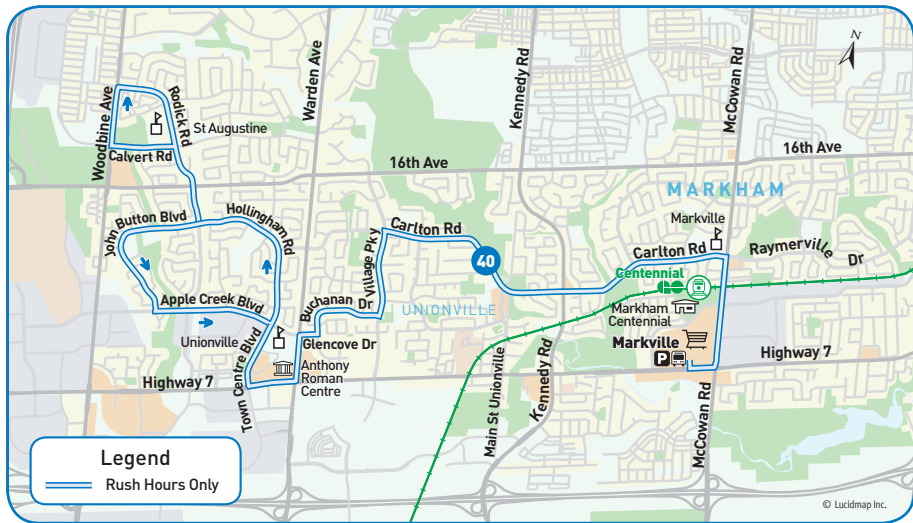 Woodbine Ave
Rodick Rd
St Augustine
Calvert Rd
Warden Ave
Kennedy Rd
McCowan Rd
N
16th Ave
16th Ave
MARKHAM
John Button Blvd
Hollingham Rd
Village Pky
Carlton Rd
40
Markville
Carlton Rd
Raymerville
Dr
Centennial
Apple Creek Blvd
Buchanan Dr
UNIONVILLE
Markham
Centennial
Unionville
Glencove Dr
Markville
P
Highway 7
Town Centre Blvd
Anthony
Roman
Centre
Main St Unionville
Kennedy Rd
Highway 7
McCowan Rd
Legend
Rush Hours Only
© Lucidmap Inc.